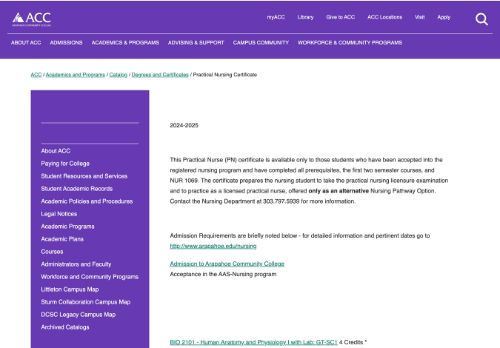 ACC
ARAPAHOE COMMUNITY COLLEGE
myACC Library Give to ACC ACC Locations Visit Apply
ABOUT ACC ADMISSIONS ACADEMICS & PROGRAMS ADVISING & SUPPORT CAMPUS COMMUNITY WORKFORCE & COMMUNITY PROGRAMS
ACC / Academics and Programs / Catalog / Degrees and Certificates / Practical Nursing Certificate
About ACC
Paying for College
Student Resources and Services
Student Academic Records
Academic Policies and Procedures
Legal Notices
Academic Programs
Academic Plans
Courses
Administrators and Faculty
Workforce and Community Programs
Littleton Campus Map
Sturm Collaboration Campus Map
DCSC Legacy Campus Map
Archived Catalogs
2024-2025
This Practical Nurse (PN) certificate is available only to those students who have been accepted into the
registered nursing program and have completed all prerequisites, the first two semester courses, and
NUR 1069. The certificate prepares the nursing student to take the practical nursing licensure examination
and to practice as a licensed practical nurse, offered only as an alternative Nursing Pathway Option.
Contact the Nursing Department at 303.797.5939 for more information.
Admission Requirements are briefly noted below - for detailed information and pertinent dates go to
http://www.arapahoe.edu/nursing
Admission to Arapahoe Community College
Acceptance in the AAS-Nursing program
BIO 2101 - Human Anatomy and Physiology I with Lab: GT-SC1 4 Credits *